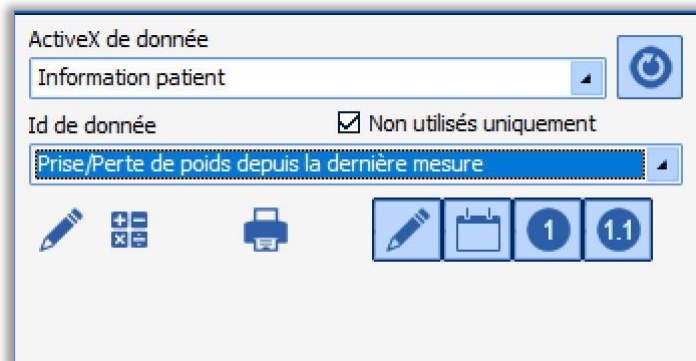 ActiveX de donnée
Information patient
Id de donnée
Non utilisés uniquement
Prise/Perte de poids depuis la dernière mesure
1
1.1